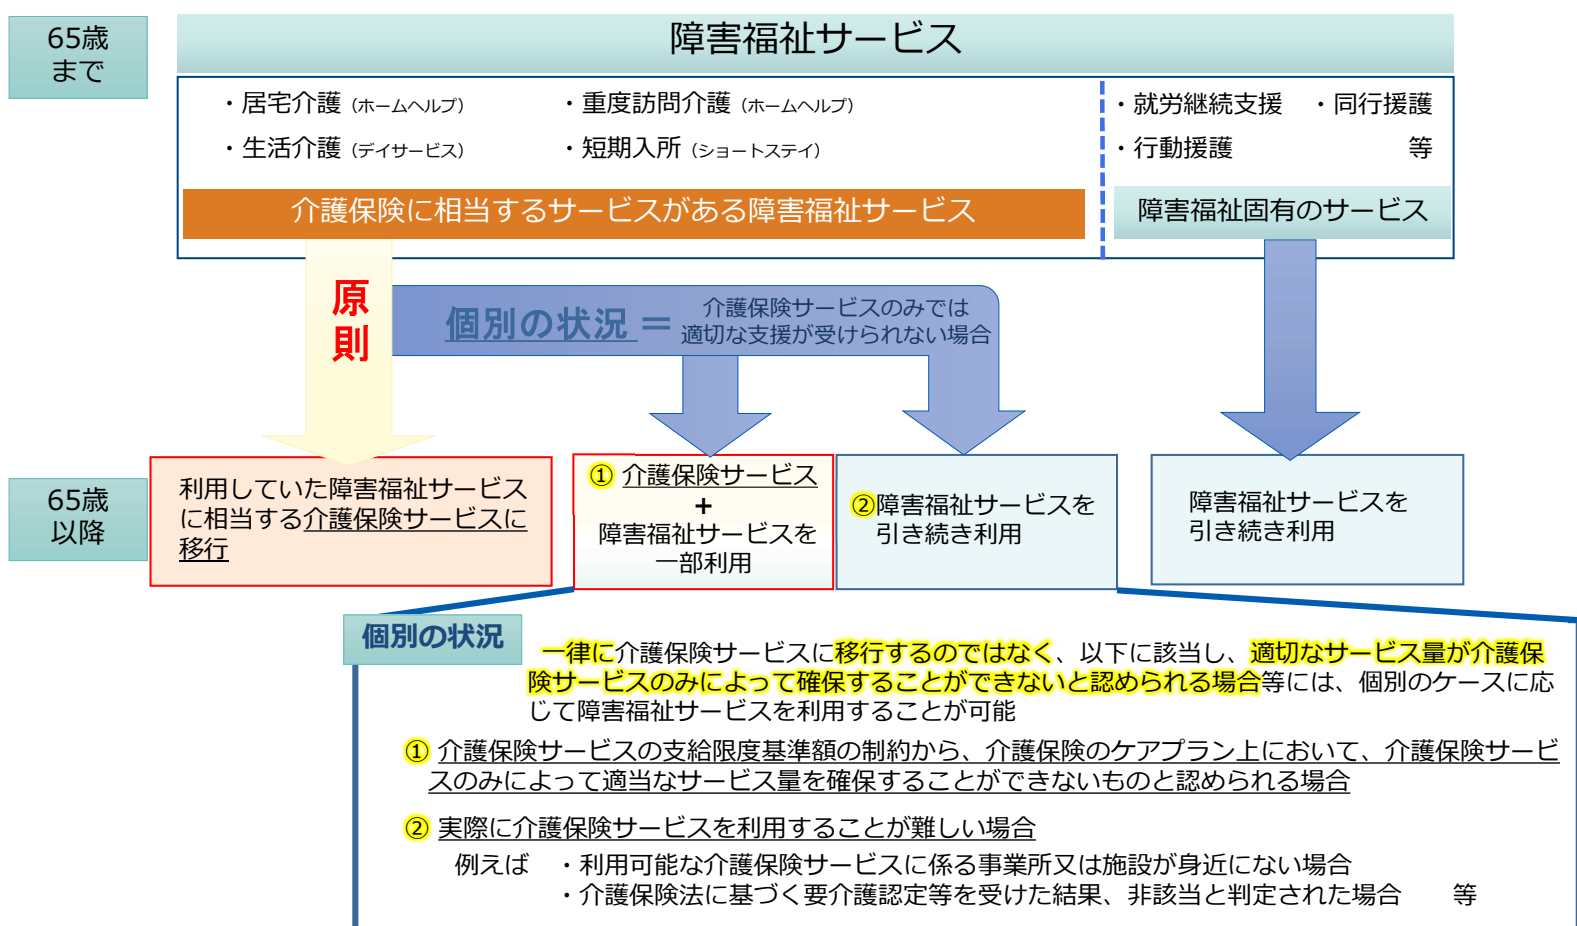 65歳
まで
障害福祉サービス
・居宅介護（ホームヘルプ）　・重度訪問介護（ホームヘルプ）
・生活介護（デイサービス）　・短期入所（ショートステイ）
・就労継続支援　・同行援護
・行動援護　等
介護保険に相当するサービスがある障害福祉サービス
障害福祉固有のサービス
原
則
個別の状況＝
介護保険サービスのみでは
適切な支援が受けられない場合
65歳
以降
利用していた障害福祉サービス
に相当する介護保険サービスに
移行
① 介護保険サービス
+
障害福祉サービスを
一部利用
②障害福祉サービスを
引き続き利用
障害福祉サービスを
引き続き利用
個別の状況
一律に介護保険サービスに移行するのではなく、以下に該当し、適切なサービス量が介護保
険サービスのみによって確保することができないと認められる場合等には、個別のケースに応
じて障害福祉サービスを利用することが可能
① 介護保険サービスの支給限度基準額の制約から、介護保険のケアプラン上において、介護保険サービ
スのみによって適当なサービス量を確保することができないものと認められる場合
② 実際に介護保険サービスを利用することが難しい場合
例えば　・利用可能な介護保険サービスに係る事業所又は施設が身近にない場合
・介護保険法に基づく要介護認定等を受けた結果、非該当と判定された場合　等